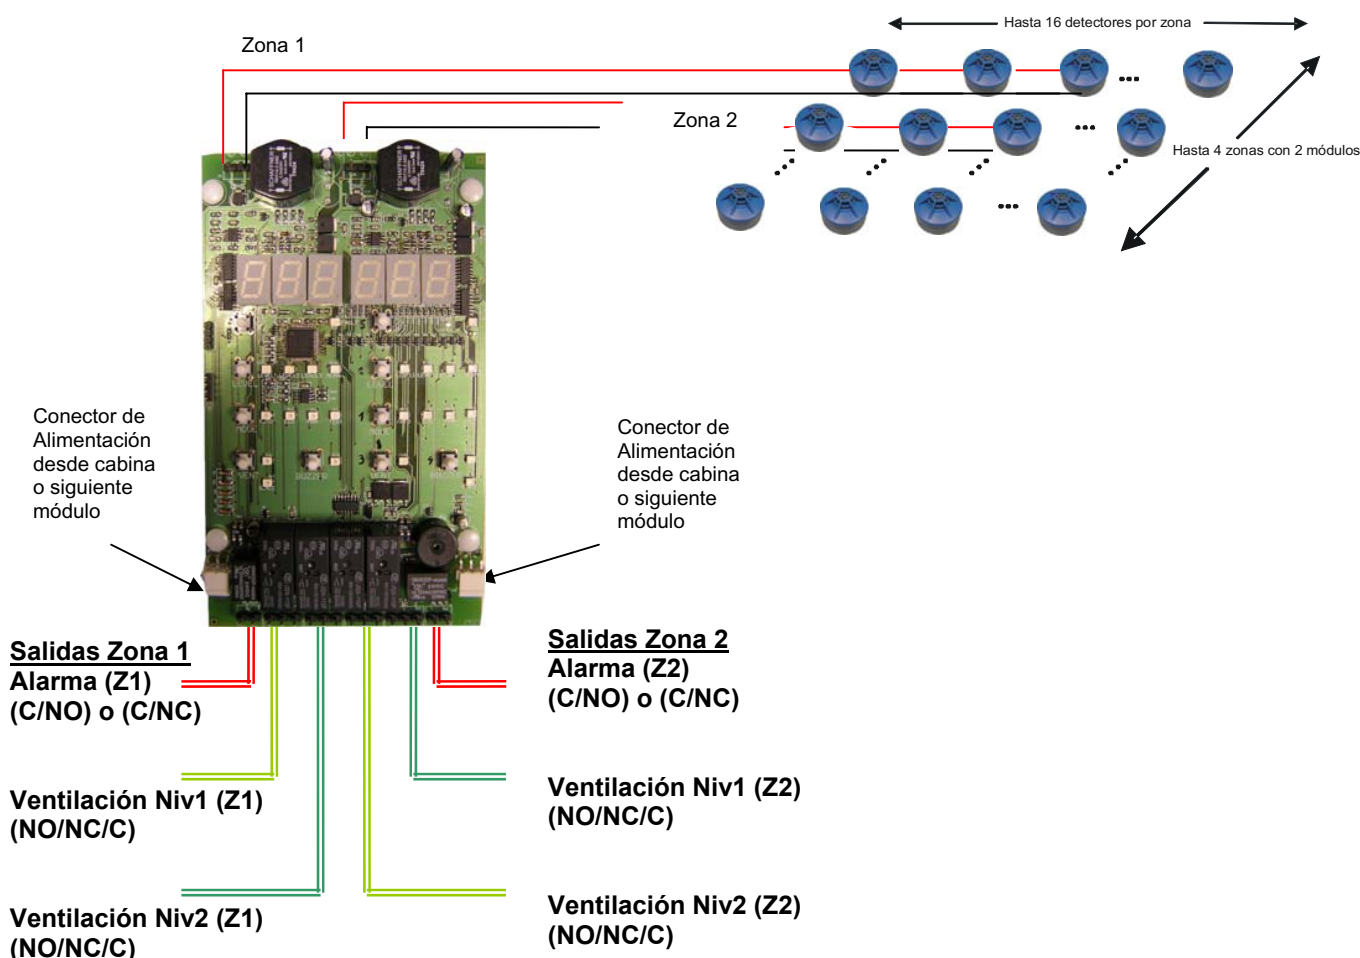 Hasta 16 detectores por zona
Zona 1
Zona 2
Hasta 4 zonas con 2 módulos
Conector de
Alimentación
desde cabina
o siguiente
módulo
Conector de
Alimentación
desde cabina
o siguiente
módulo
Salidas Zona 1
Alarma (Z1)
(C/NO) o (C/NC)
Ventilación Niv1 (Z1)
(NO/NC/C)
Ventilación Niv2 (Z1)
(NO/NC/C)
Salidas Zona 2
Alarma (Z2)
(C/NO) o (C/NC)
Ventilación Niv1 (Z2)
(NO/NC/C)
Ventilación Niv2 (Z2)
(NO/NC/C)